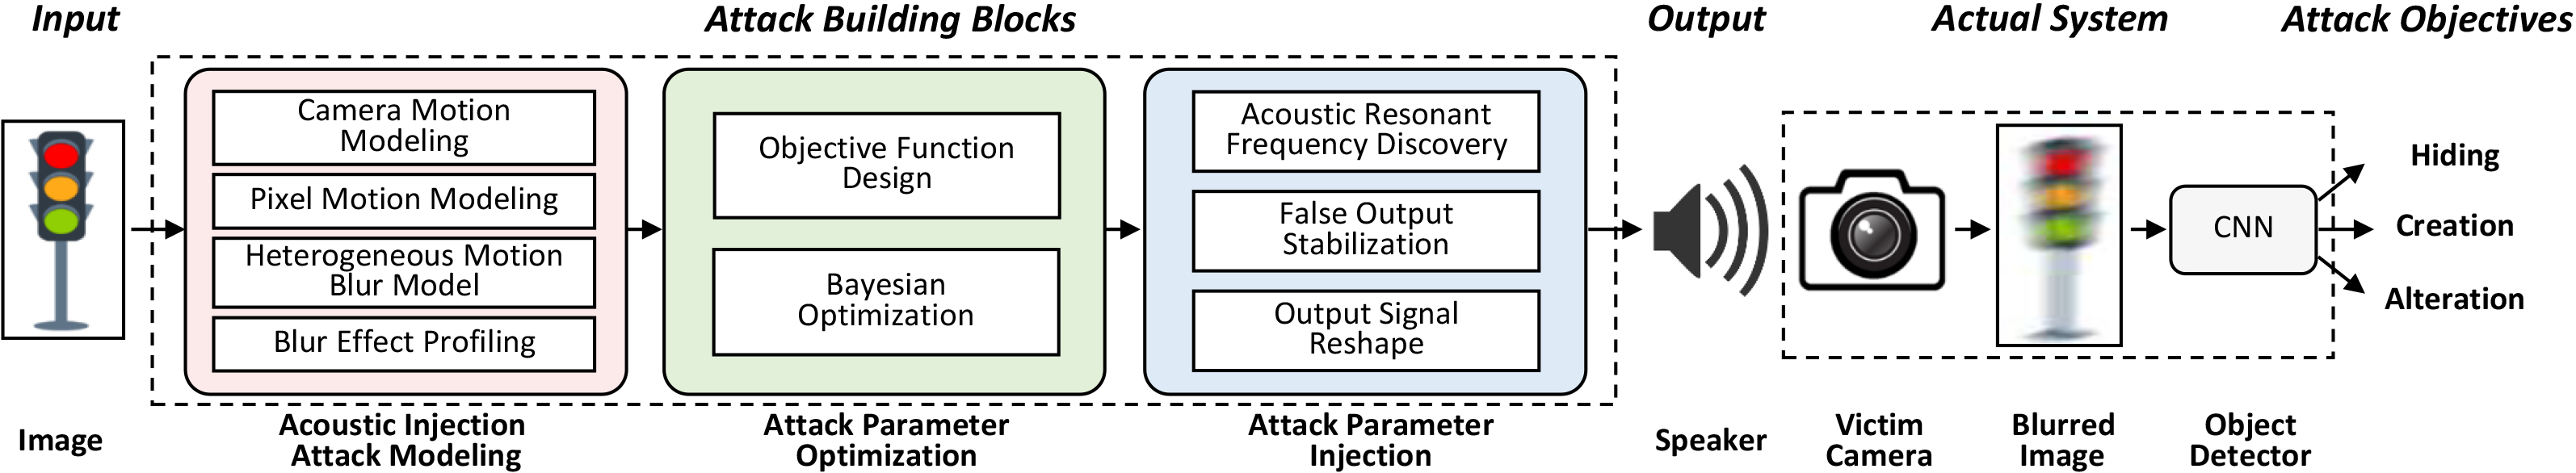 Input
Attack Building Blocks
Output
Actual System
Attack Objectives
Camera Motion
Modeling
Pixel Motion Modeling
Heterogeneous Motion
Blur Model
Blur Effect Profiling
Objective Function
Design
Bayesian
Optimization
Acoustic Resonant
Frequency Discovery
False Output
Stabilization
Output Signal
Reshape
CNN
Hiding
Creation
Alteration
Image
Acoustic Injection
Attack Modeling
Attack Parameter
Optimization
Attack Parameter
Injection
Speaker
Victim
Camera
Blurred
Image
Object
Detector